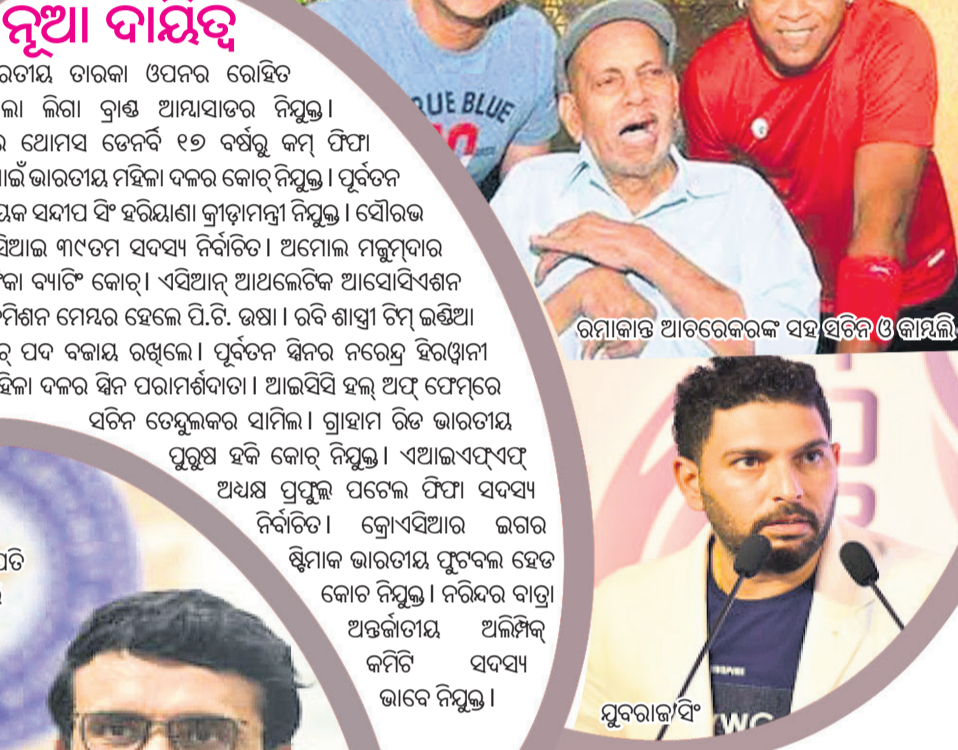 ନୂଆ ଦାୟିତ୍ୱ
ରତୀୟ ତାରକା ଓପନର ରୋହିତ
ଲା ଲିଗା ବ୍ରାଣ୍ଡ ଆମ୍ବାସାଡର ନିଯୁକ୍ତ।
ଥୋମସ ଡେନର୍ବି ୧୭ ବର୍ଷରୁ କମ୍ ଫିଫା
ପାଇଁ ଭାରତୀୟ ମହିଳା ଦଳର କୋଚ୍ ନିଯୁକ୍ତ। ପୂର୍ବତନ
ୟକ ସନ୍ଦୀପ ସିଂ ହରିୟାଣା କ୍ରୀଡ଼ାମନ୍ତ୍ରୀ ନିଯୁକ୍ତ। ସୌରଭ
ସିଆଇ ୩୯ତମ ସଦସ୍ୟ ନିର୍ବାଚିତ। ଅମୋଲ ମଜୁମ୍‌ଦାର
ବ୍ୟାଟିଂ କୋଚ୍। ଏସିଆନ୍ ଆଥଲେଟିକ ଆସୋସିଏଶନ
ମିଶନ ମେମ୍ବର ହେଲେ ପି.ଟି. ଉଷା। ରବି ଶାସ୍ତ୍ରୀ ଟିମ୍ ଇଣ୍ଡିଆ
ଚ୍ ପଦ ବଜାୟ ରଖିଲେ। ପୂର୍ବତନ ସ୍ପିନର ନରେନ୍ଦ୍ର ହିରୱାନୀ
ହିଳା ଦଳର ସ୍ପିନ ପରାମର୍ଶଦାତା। ଆଇସିସି ହଲ୍ ଅଫ୍ ଫେମ୍‌ରେ
ସଚିନ ତେନ୍ଦୁଲକର ସାମିଲ। ଗ୍ରାହାମ ରିଡ ଭାରତୀୟ
ପୁରୁଷ ହକି କୋଚ୍ ନିଯୁକ୍ତ। ଏଆଇଏଫ୍ଏଫ୍
ଅଧ୍ୟକ୍ଷ ପ୍ରଫୁଲ୍ଲ ପଟେଲ ଫିଫା ସଦସ୍ୟ
ନିର୍ବାଚିତ। କ୍ରୋଏସିଆର ଇଗର
ଷ୍ଟିମାକ ଭାରତୀୟ ଫୁଟବଲ ହେଡ
କୋଚ ନିଯୁକ୍ତ। ନରିନ୍ଦର ବାତ୍ରା
ଅନ୍ତର୍ଜାତୀୟ ଅଲିମ୍ପିକ୍
କମିଟି ସଦସ୍ୟ
ଭାବେ ନିଯୁକ୍ତ।
RUE BLUE
ରମାକାନ୍ତ ଆଚରେକରଙ୍କ ସହ ସଚିନ ଓ କାମ୍ବଲି
ପତି
ଯୁବରାଜ ସିଂ